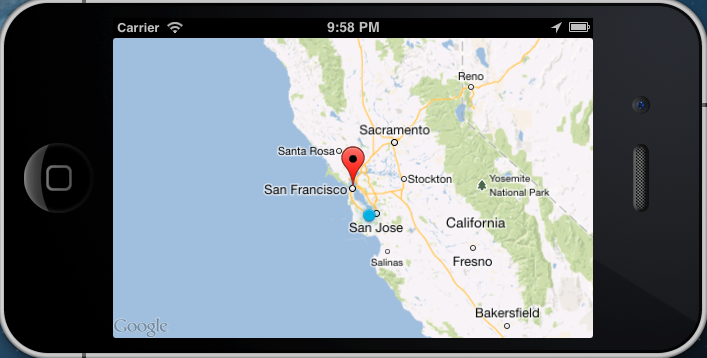 Carrier
9:58 PM
Reno
Sacramento
Santa Rosa
Stockton
Yosemite
National Park
San Francisco
California
San Jose
Salinas
Fresno
Bakersfield
Google